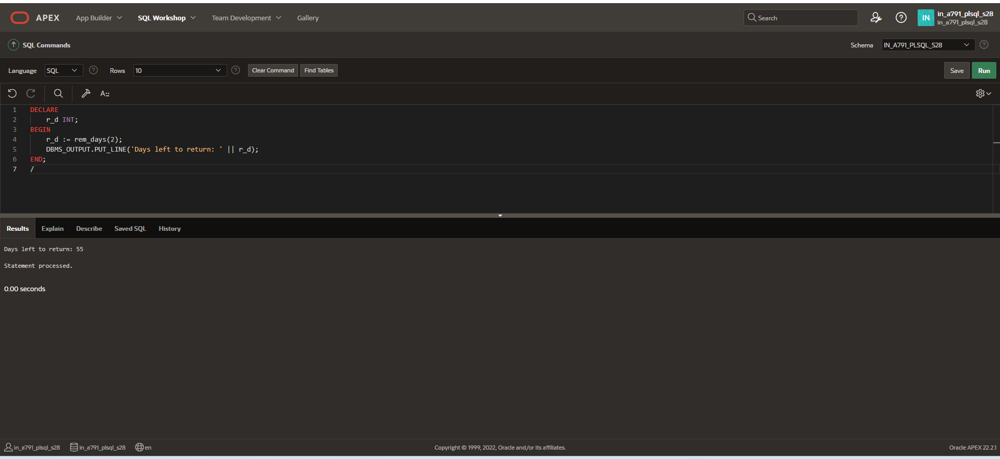 APEX App Builder SQL Workshop Team Development Gallery Search IN in_a791_plsql_s28
in_a791_plsql_s28
SQL Commands Schema IN_A791_PLSQL_S28
Language SQL Rows 10 Clear Command Find Tables Save Run
A
1 DECLARE
2 r_d INT;
3 BEGIN
4 r_d := rem_days(2);
5 DBMS_OUTPUT.PUT_LINE('Days left to return: ' || r_d);
6 END;
7 /
Results Explain Describe Saved SQL History
Days left to return: 55
Statement processed.
0.00 seconds
in_a791_plsql_s28 in_a791_plsql_s28 en Copyright © 1999, 2022, Oracle and/or its affiliates. Oracle APEX 22.2.1